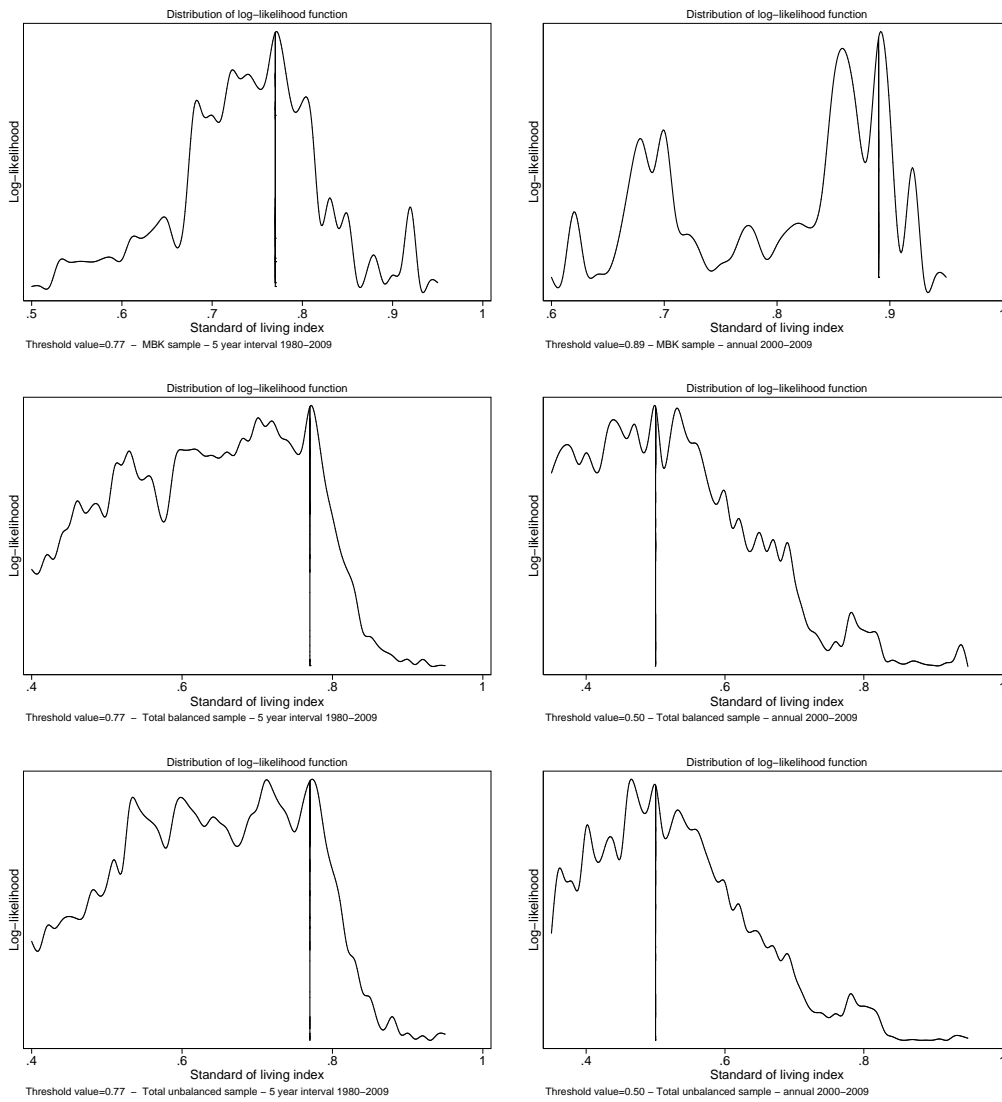 Distribution of log−likelihood function
Log−likelihood
.5 .6 .7 .8 .9 1
Standard of living index
Threshold value=0.77 − MBK sample − 5 year interval 1980−2009
Distribution of log−likelihood function
Log−likelihood
.6 .7 .8 .9 1
Standard of living index
Threshold value=0.89 − MBK sample − annual 2000−2009
Distribution of log−likelihood function
Log−likelihood
.4 .6 .8 1
Standard of living index
Threshold value=0.77 − Total balanced sample − 5 year interval 1980−2009
Distribution of log−likelihood function
Log−likelihood
.4 .6 .8 1
Standard of living index
Threshold value=0.50 − Total balanced sample − annual 2000−2009
Distribution of log−likelihood function
Log−likelihood
.4 .6 .8 1
Standard of living index
Threshold value=0.77 − Total unbalanced sample − 5 year interval 1980−2009
Distribution of log−likelihood function
Log−likelihood
.4 .6 .8 1
Standard of living index
Threshold value=0.50 − Total unbalanced sample − annual 2000−2009